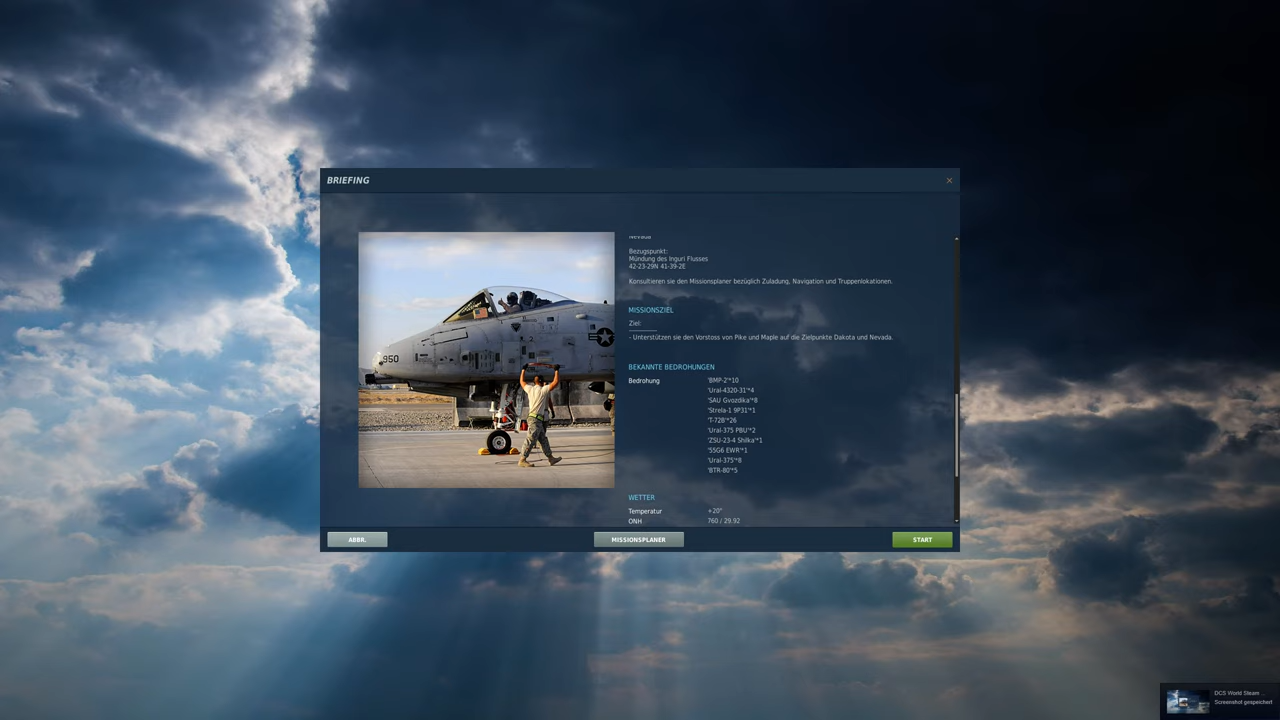 BRIEFING
Nevada
Bezugspunkt:
Mündung des Inguri Flusses
42-23-29N 41-39-2E
Konsultieren sie den Missionsplaner bezüglich Zuladung, Navigation und Truppenlokationen.
MISSIONSZIEL
Ziel:
- Unterstützen sie den Vorstoss von Pike und Maple auf die Zielpunkte Dakota und Nevada.
BEKANNTE BEDROHUNGEN
Bedrohung 'BMP-2'*10
'Ural-4320-31'*4
'SAU Gvozdika'*8
'Strela-1 9P31'*1
'T-72B'*26
'Ural-375 PBU'*2
'ZSU-23-4 Shilka'*1
'55G6 EWR'*1
'Ural-375'*8
'BTR-80'*5
WETTER
Temperatur +20°
QNH 760 / 29.92
950
ABBR. MISSIONSPLANER START
DCS World Steam ...
Screenshot gespeichert